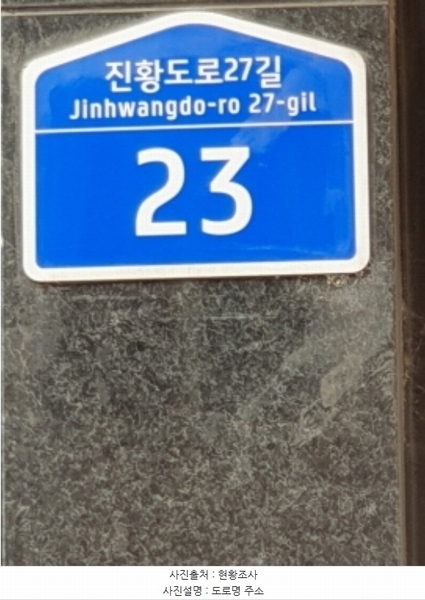 진황도로27길
Jinhwangdo-ro 27-gil
23
사진출처 : 현황조사
사진설명 : 도로명 주소